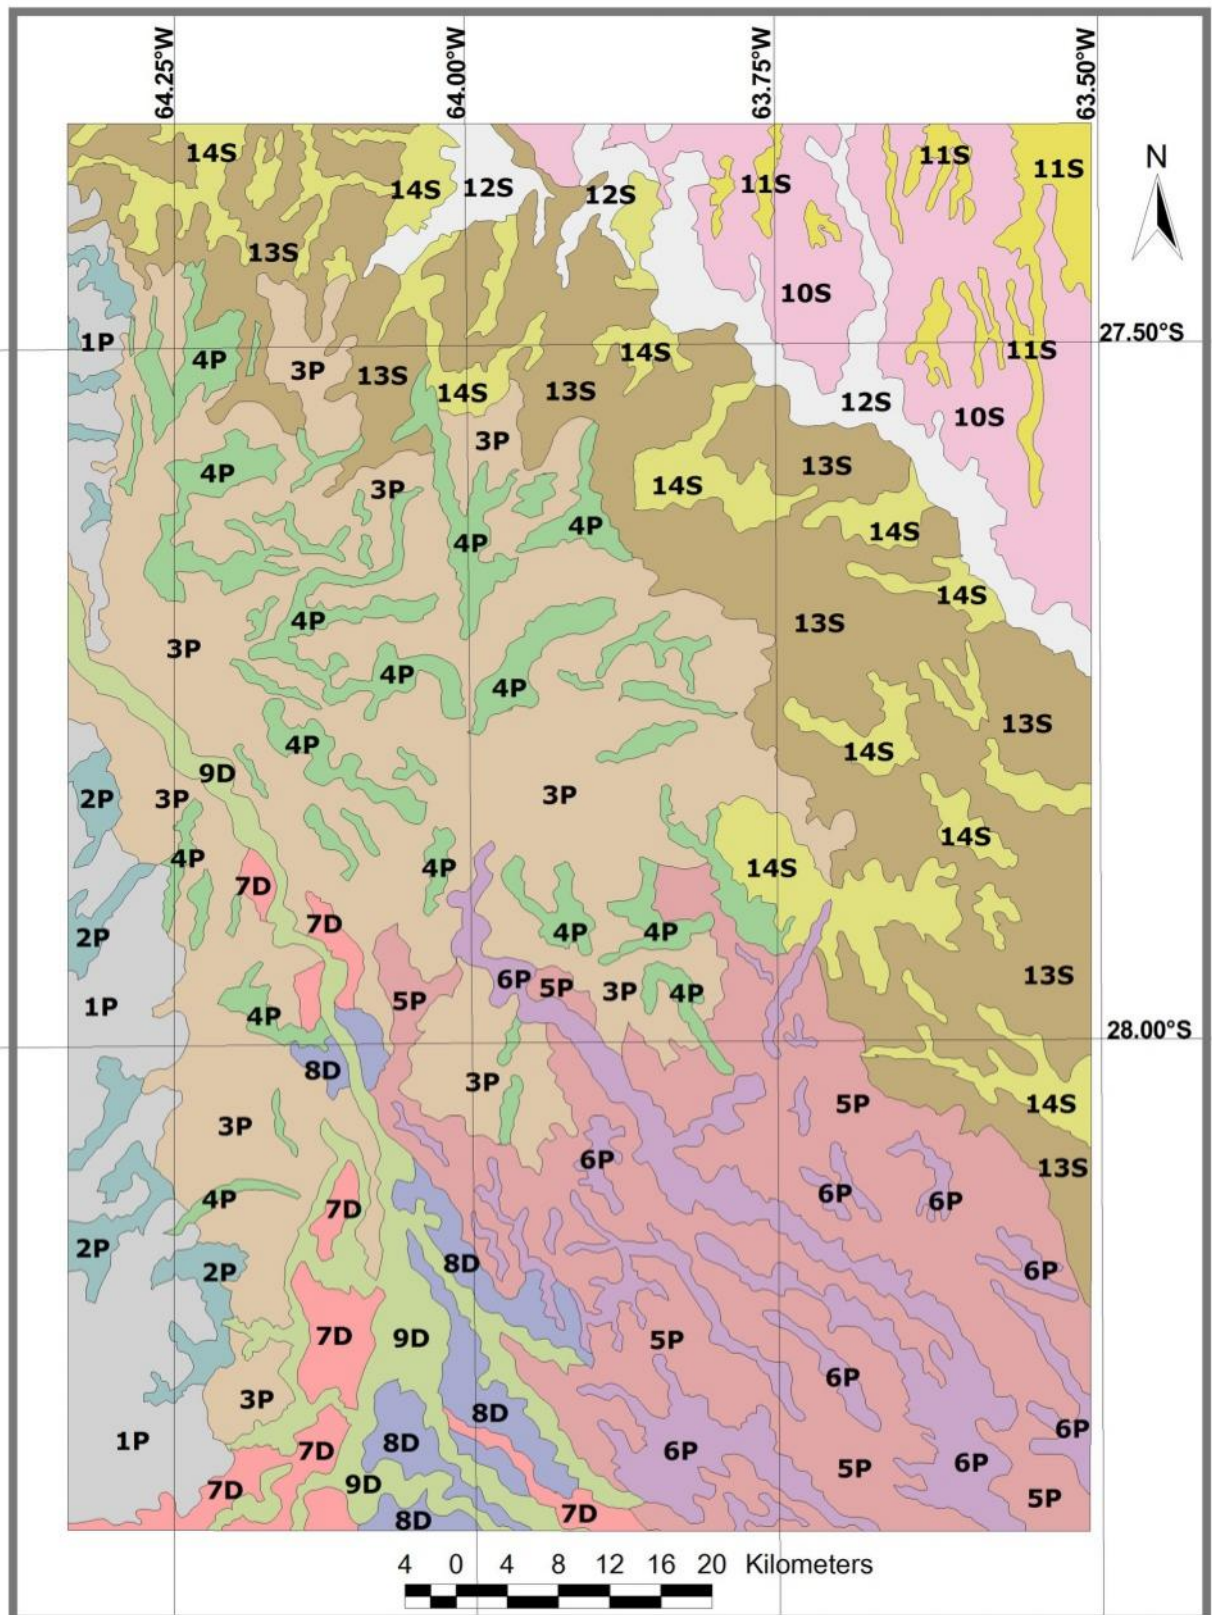 64.25°W 64.00°W 63.75°W 63.50°W
N
14S 11S 11S
14S 12S 12S 11S
13S
10S
27.50°S
1P 4P 3P 13S 14S 11S
14S 13S 12S 10S
3P
4P 3P 14S 13S
4P 4P 14S
14S
4P 13S
3P
4P 4P
13S
4P 14S
9D
2P 3P 3P
14S
4P 4P 14S
7D
7D
2P 4P 4P
13S
6P 5P 3P 4P
1P 4P 5P
28.00°S
8D 3P
5P 14S
3P
6P 13S
4P 7D 6P 6P
2P
2P 8D 6P
7D 9D 5P
6P
3P
8D
1P 7D 8D 6P 6P 6P
5P
7D 9D 5P
8D 7D
4 0 4 8 12 16 20 Kilometers